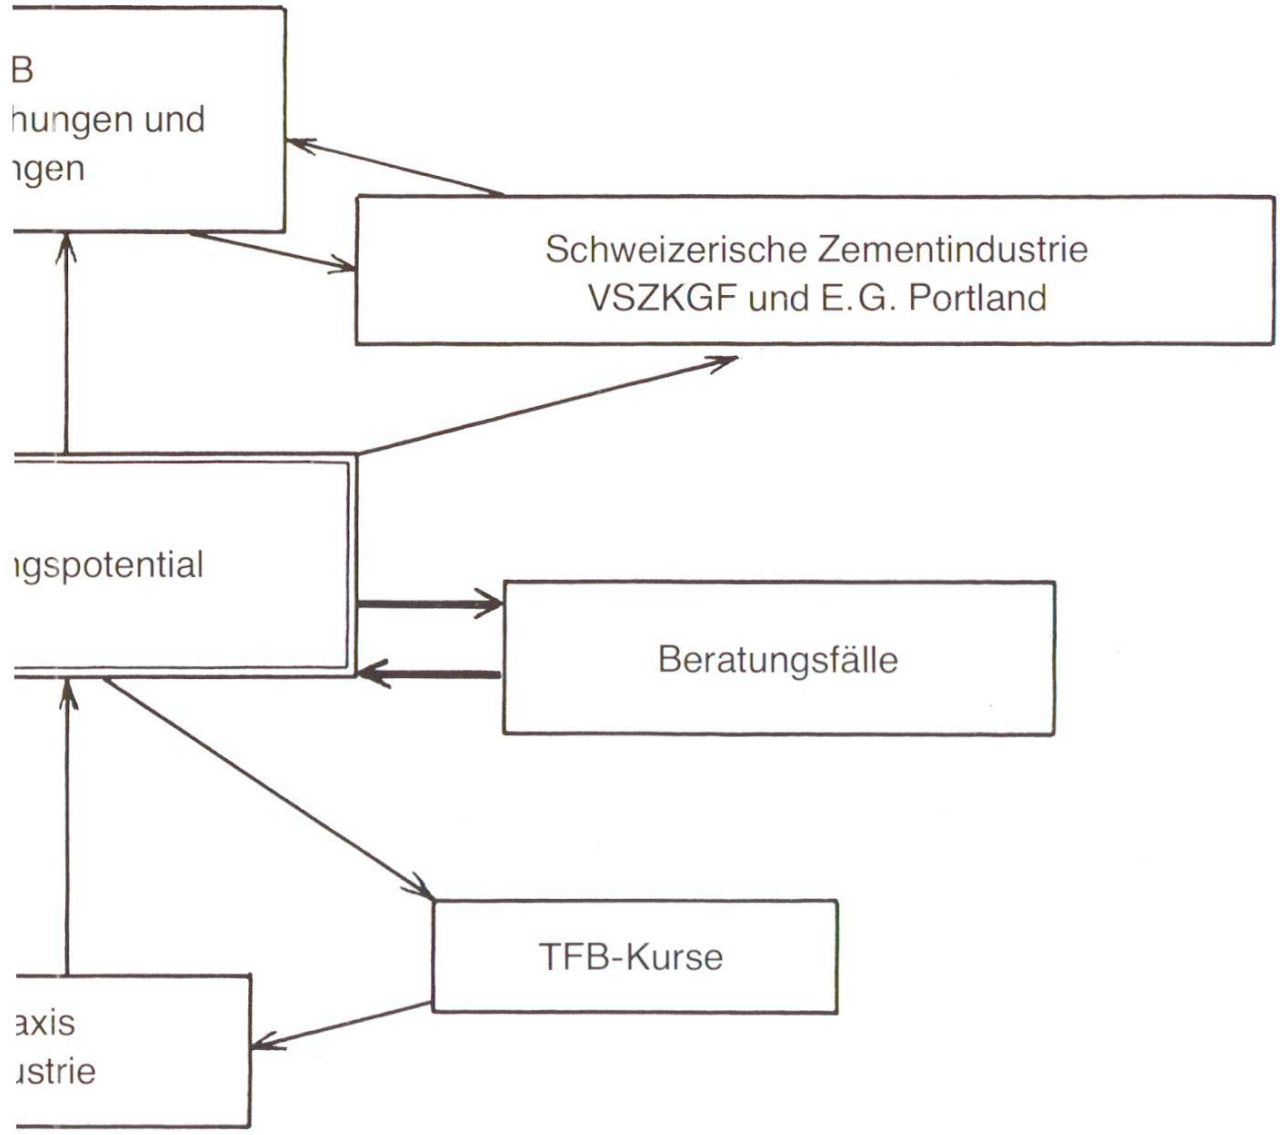 B
hungen und
ngen
Schweizerische Zementindustrie
VSZKGF und E.G. Portland
ngspotential
Beratungsfälle
TFB-Kurse
axis
ustrie